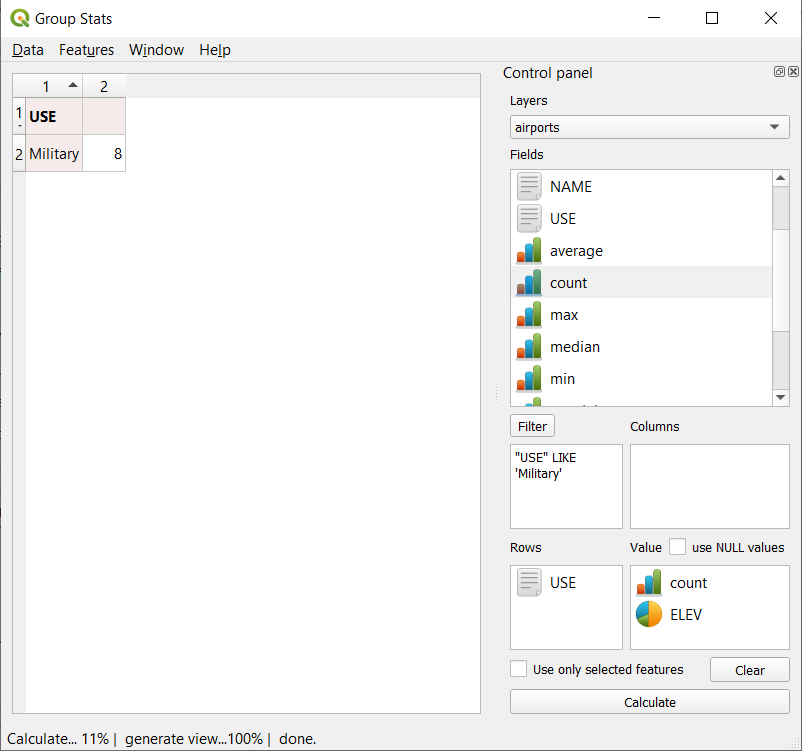 Group Stats
Data Features Window Help
1 2
1 USE
2 Military 8
Control panel
Layers
airports
Fields
NAME
USE
average
count
max
median
min
Filter
Columns
"USE" LIKE
'Military'
Rows
Value use NULL values
USE
count
ELEV
Use only selected features
Clear
Calculate
Calculate... 11% | generate view...100% | done.